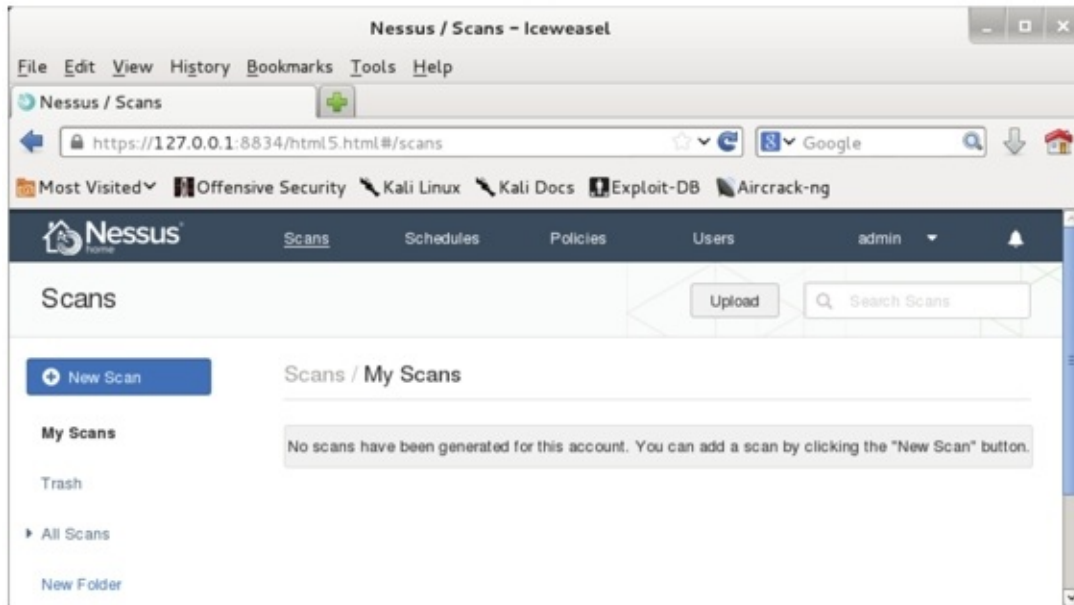 Nessus / Scans - Iceweasel
File Edit View History Bookmarks Tools Help
Nessus / Scans
https://127.0.0.1:8834/html5.html#/scans
Google
Most Visited Offensive Security Kali Linux Kali Docs Exploit-DB Aircrack-ng
Nessus
home
Scans Schedules Policies Users admin
Scans
Upload
Search Scans
New Scan
Scans / My Scans
My Scans
No scans have been generated for this account. You can add a scan by clicking the "New Scan" button.
Trash
All Scans
New Folder